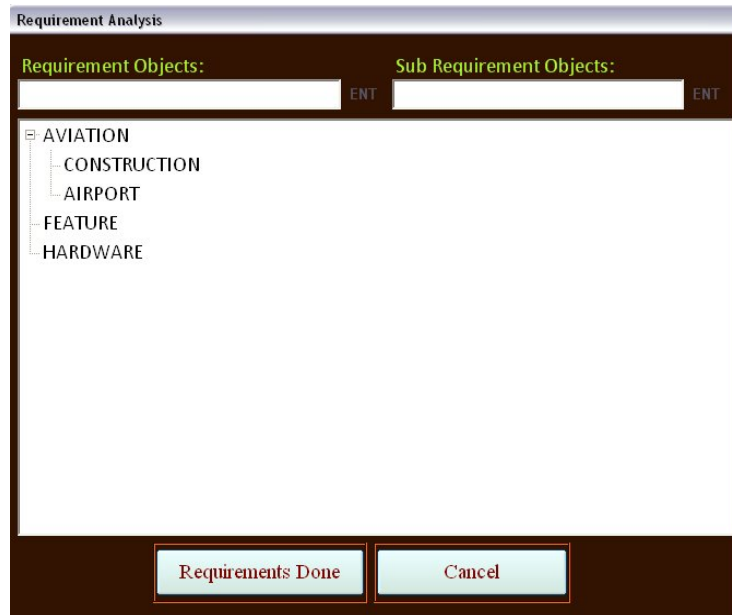 Requirement Analysis
Requirement Objects: Sub Requirement Objects:
ENT ENT
AVIATION
CONSTRUCTION
AIRPORT
FEATURE
HARDWARE
Requirements Done Cancel